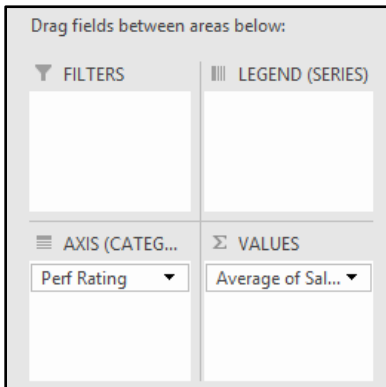 Drag fields between areas below:
FILTERS
LEGEND (SERIES)
AXIS (CATEG...
Σ VALUES
Perf Rating
Average of Sal...